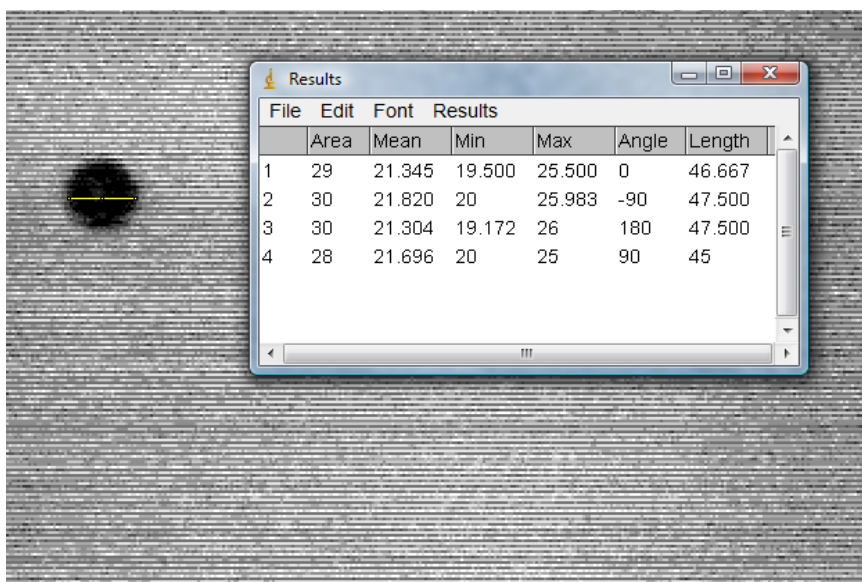 Results
File Edit Font Results
Area Mean Min Max Angle Length
1 29 21.345 19.500 25.500 0 46.667
2 30 21.820 20 25.983 -90 47.500
3 30 21.304 19.172 26 180 47.500
4 28 21.696 20 25 90 45